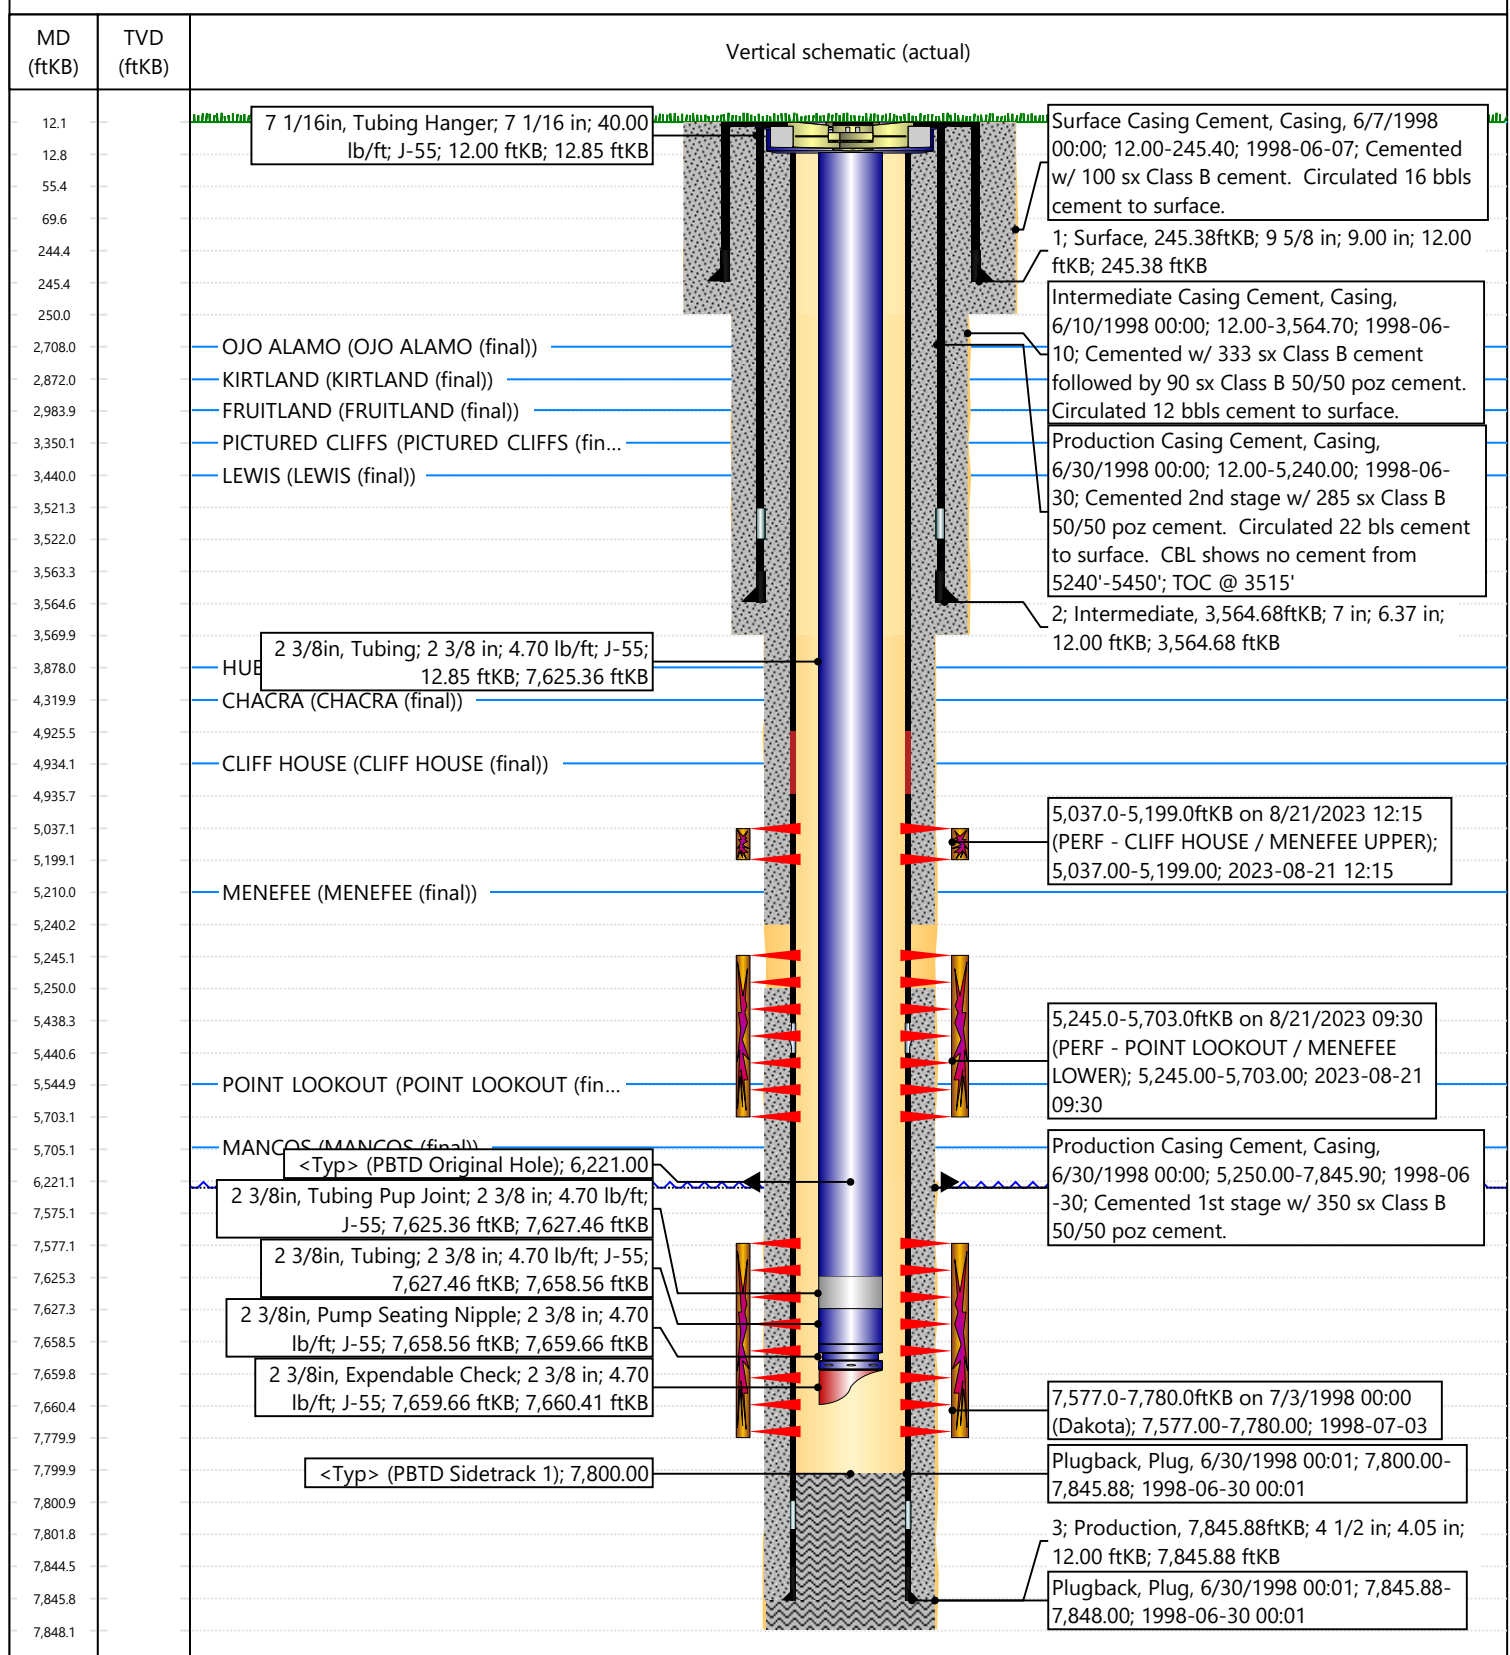 MD
(ftKB)
TVD
(ftKB)
Vertical schematic (actual)
12.1
12.8
55.4
69.6
244.4
245.4
250.0
2,708.0
2,872.0
2,983.9
3,350.1
3,440.0
3,521.3
3,522.0
3,563.3
3,564.6
3,569.9
3,878.0
4,319.9
4,925.5
4,934.1
4,935.7
5,037.1
5,199.1
5,210.0
5,240.2
5,245.1
5,250.0
5,438.3
5,440.6
5,544.9
5,703.1
5,705.1
6,221.1
7,575.1
7,577.1
7,625.3
7,627.3
7,658.5
7,659.8
7,660.4
7,779.9
7,799.9
7,800.9
7,801.8
7,844.5
7,845.8
7,848.1
7 1/16in, Tubing Hanger; 7 1/16 in; 40.00
lb/ft; J-55; 12.00 ftKB; 12.85 ftKB
OJO ALAMO (OJO ALAMO (final))
KIRTLAND (KIRTLAND (final))
FRUITLAND (FRUITLAND (final))
PICTURED CLIFFS (PICTURED CLIFFS (fin...
LEWIS (LEWIS (final))
2 3/8in, Tubing; 2 3/8 in; 4.70 lb/ft; J-55;
12.85 ftKB; 7,625.36 ftKB
CHACRA (CHACRA (final))
CLIFF HOUSE (CLIFF HOUSE (final))
MENEFEE (MENEFEE (final))
POINT LOOKOUT (POINT LOOKOUT (fin...
MANCOS (MANCOS (final))
<Typ> (PBTD Original Hole); 6,221.00
2 3/8in, Tubing Pup Joint; 2 3/8 in; 4.70 lb/ft;
J-55; 7,625.36 ftKB; 7,627.46 ftKB
2 3/8in, Tubing; 2 3/8 in; 4.70 lb/ft; J-55;
7,627.46 ftKB; 7,658.56 ftKB
2 3/8in, Pump Seating Nipple; 2 3/8 in; 4.70
lb/ft; J-55; 7,658.56 ftKB; 7,659.66 ftKB
2 3/8in, Expendable Check; 2 3/8 in; 4.70
lb/ft; J-55; 7,659.66 ftKB; 7,660.41 ftKB
<Typ> (PBTD Sidetrack 1); 7,800.00
Surface Casing Cement, Casing, 6/7/1998
00:00; 12.00-245.40; 1998-06-07; Cemented
w/ 100 sx Class B cement.  Circulated 16 bbls
cement to surface.
1; Surface, 245.38ftKB; 9 5/8 in; 9.00 in; 12.00
ftKB; 245.38 ftKB
Intermediate Casing Cement, Casing,
6/10/1998 00:00; 12.00-3,564.70; 1998-06-
10; Cemented w/ 333 sx Class B cement
followed by 90 sx Class B 50/50 poz cement.
Circulated 12 bbls cement to surface.
Production Casing Cement, Casing,
6/30/1998 00:00; 12.00-5,240.00; 1998-06-
30; Cemented 2nd stage w/ 285 sx Class B
50/50 poz cement.  Circulated 22 bls cement
to surface.  CBL shows no cement from
5240'-5450'; TOC @ 3515'
2; Intermediate, 3,564.68ftKB; 7 in; 6.37 in;
12.00 ftKB; 3,564.68 ftKB
5,037.0-5,199.0ftKB on 8/21/2023 12:15
(PERF - CLIFF HOUSE / MENEFEE UPPER);
5,037.00-5,199.00; 2023-08-21 12:15
5,245.0-5,703.0ftKB on 8/21/2023 09:30
(PERF - POINT LOOKOUT / MENEFEE
LOWER); 5,245.00-5,703.00; 2023-08-21
09:30
Production Casing Cement, Casing,
6/30/1998 00:00; 5,250.00-7,845.90; 1998-06
-30; Cemented 1st stage w/ 350 sx Class B
50/50 poz cement.
7,577.0-7,780.0ftKB on 7/3/1998 00:00
(Dakota); 7,577.00-7,780.00; 1998-07-03
Plugback, Plug, 6/30/1998 00:01; 7,800.00-
7,845.88; 1998-06-30 00:01
3; Production, 7,845.88ftKB; 4 1/2 in; 4.05 in;
12.00 ftKB; 7,845.88 ftKB
Plugback, Plug, 6/30/1998 00:01; 7,845.88-
7,848.00; 1998-06-30 00:01